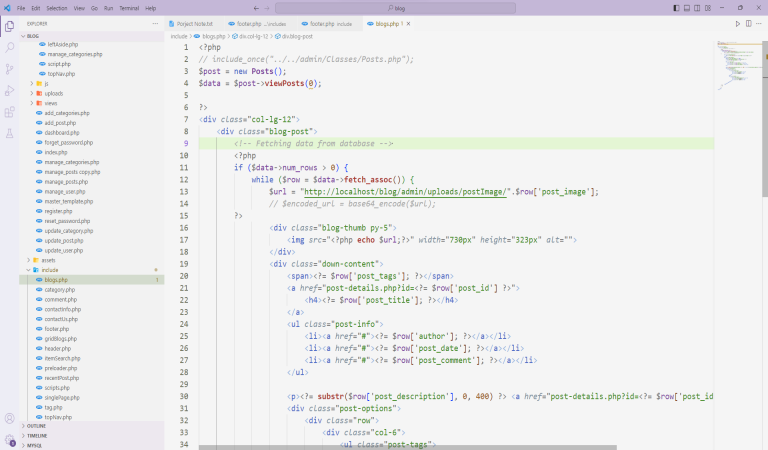 File Edit Selection View Go Run Terminal Help
blog
EXPLORER
BLOG
leftAside.php
manage_categories.php
script.php
topNav.php
js
uploads
views
add_categories.php
add_post.php
dashboard.php
forget_password.php
index.php
manage_categories.php
manage_posts copy.php
manage_posts.php
manage_user.php
master_template.php
register.php
reset_password.php
update_category.php
update_post.php
update_user.php
assets
include
blogs.php 1
category.php
comment.php
contactInfo.php
contactUs.php
footer.php
gridBlogs.php
header.php
itemSearch.php
preloader.php
recentPost.php
scripts.php
singlePage.php
tag.php
topNav.php
OUTLINE
TIMELINE
MYSQL
Porject Note.txt footer.php ...\includes footer.php include blogs.php 1
include > blogs.php > div.col-lg-12 > div.blog-post
1 <?php
2 // include_once("../../admin/Classes/Posts.php");
3 $post = new Posts();
4 $data = $post->viewPosts(0);
5
6 ?>
7 <div class="col-lg-12">
8 <div class="blog-post">
9 <!-- Fetching data from database -->
10 <?php
11 if ($data->num_rows > 0) {
12 while ($row = $data->fetch_assoc()) {
13 $url = "http://localhost/blog/admin/uploads/postImage/".$row['post_image'];
14 // $encoded_url = base64_encode($url);
15 ?>
16 <div class="blog-thumb py-5">
17 <img src="<?php echo $url;?>" width="730px" height="323px" alt="">
18 </div>
19 <div class="down-content">
20 <span><?= $row['post_tags']; ?></span>
21 <a href="post-details.php?id=<?= $row['post_id'] ?>">
22 <h4><?= $row['post_title']; ?></h4>
23 </a>
24 <ul class="post-info">
25 <li><a href="#"><?= $row['author']; ?></a></li>
26 <li><a href="#"><?= $row['post_date']; ?></a></li>
27 <li><a href="#"><?= $row['post_comment']; ?></a></li>
28 </ul>
29
30 <p><?= substr($row['post_description'], 0, 400) ?> <a href="post-details.php?id=<?= $row['post_id
31 <div class="post-options">
32 <div class="row">
33 <div class="col-6">
34 <ul class="post-tags">